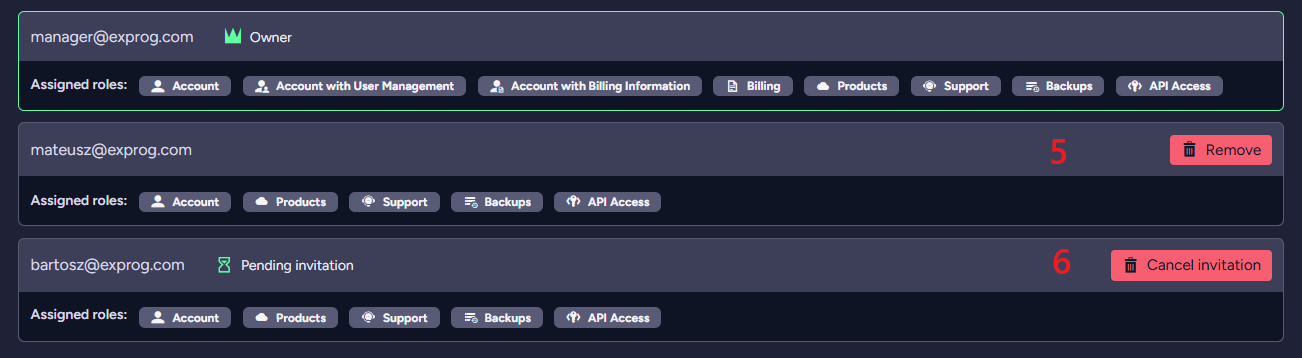 manager@exprog.com Owner
Assigned roles: Account Account with User Management Account with Billing Information Billing Products Support Backups API Access
mateusz@exprog.com 5 Remove
Assigned roles: Account Products Support Backups API Access
bartosz@exprog.com Pending invitation 6 Cancel invitation
Assigned roles: Account Products Support Backups API Access